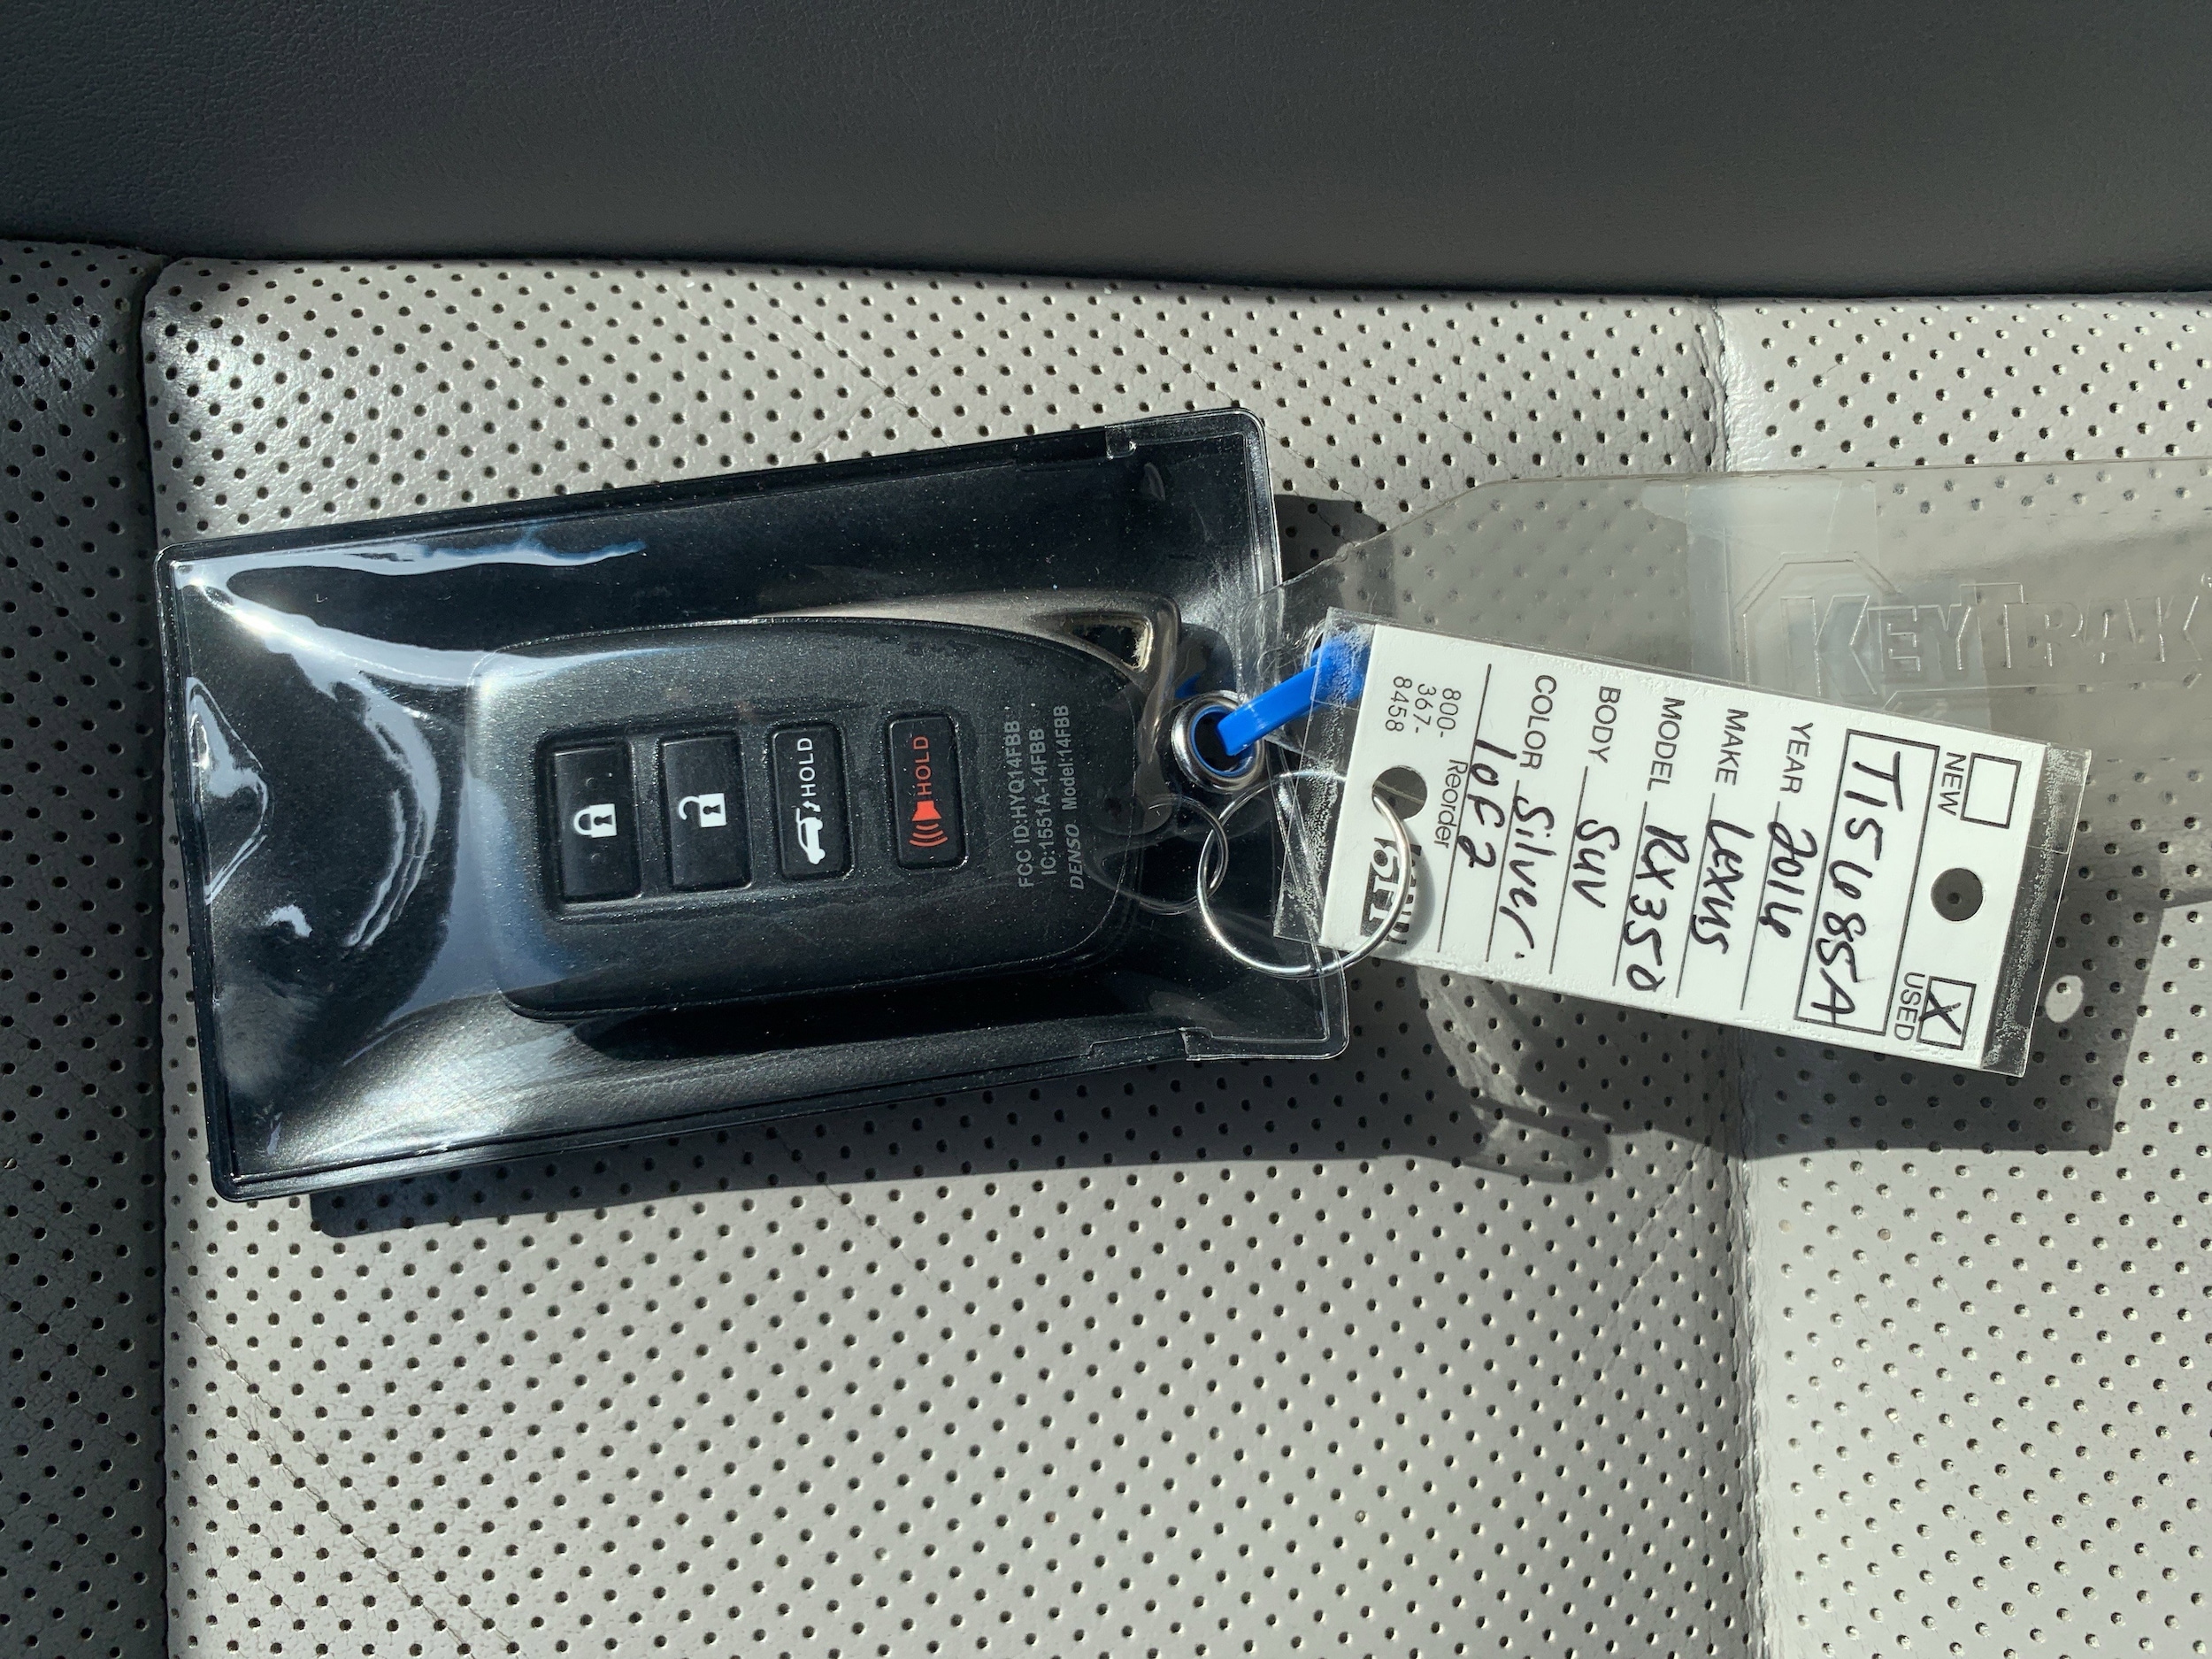 HOLD
HOLD
FCC ID:HYQ14FBB
IC:1551A-14FBB
DENSO Model:14FBB
KEYTRAK
NEW X USED
T15685A
YEAR 2016
MAKE Lexus
MODEL RX350
BODY Suv
COLOR Silver.
1 of 2
Reorder
800-
367-
8458